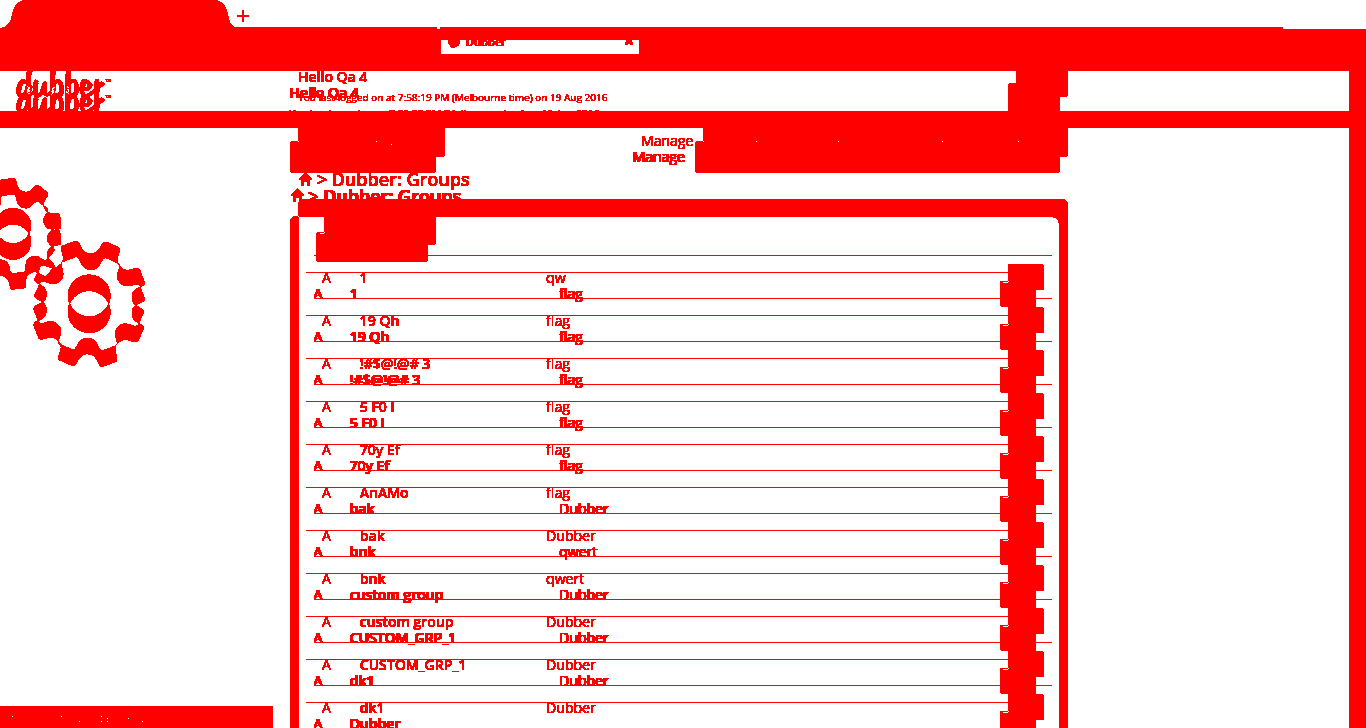 +
Dubber
dubber™
dubber™
Hello Qa 4
Hello Qa 4
You last logged on at 7:58:19 PM (Melbourne time) on 19 Aug 2016
Manage
Manage
> Dubber: Groups
> Dubber: Groups
A 1 qw
A 1 flag
A 19 Qh flag
A 19 Qh flag
A !#$@!@# 3 flag
A !#$@!@# 3 flag
A 5 F0 I flag
A 5 F0 I flag
A 70y Ef flag
A 70y Ef flag
A AnAMo flag
A bak Dubber
A bak Dubber
A bnk qwert
A bnk qwert
A custom group Dubber
A custom group Dubber
A CUSTOM_GRP_1 Dubber
A CUSTOM_GRP_1 Dubber
A dk1 Dubber
A dk1 Dubber
A Dubber